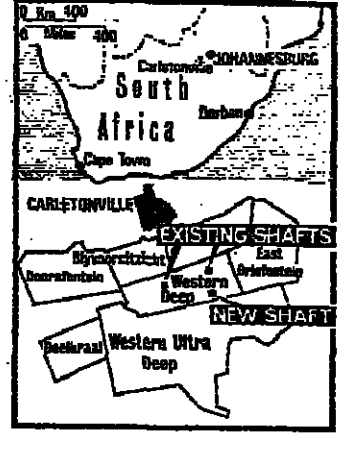 0 Km 400
0 Miles 400
JOHANNESBURG
Carletonville
South
Africa
Durban
Cape Town
CARLETONVILLE
EXISTING SHAFTS
Blyvooruitzicht
East
Driefontein
Doornfontein
Western
Deep
NEW SHAFT
Deelkraal
Western Ultra
Deep